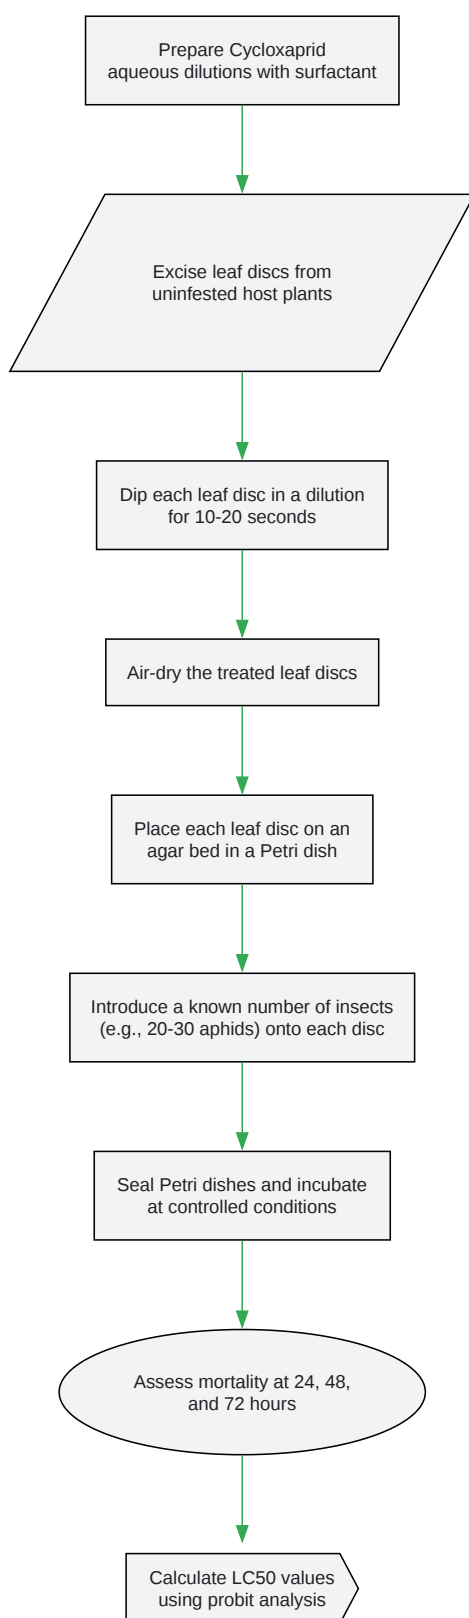 Prepare Cycloxaprid
aqueous dilutions with surfactant
Excise leaf discs from
uninfested host plants
Dip each leaf disc in a dilution
for 10-20 seconds
Air-dry the treated leaf discs
Place each leaf disc on an
agar bed in a Petri dish
Introduce a known number of insects
(e.g., 20-30 aphids) onto each disc
Seal Petri dishes and incubate
at controlled conditions
Assess mortality at 24, 48,
and 72 hours
Calculate LC50 values
using probit analysis